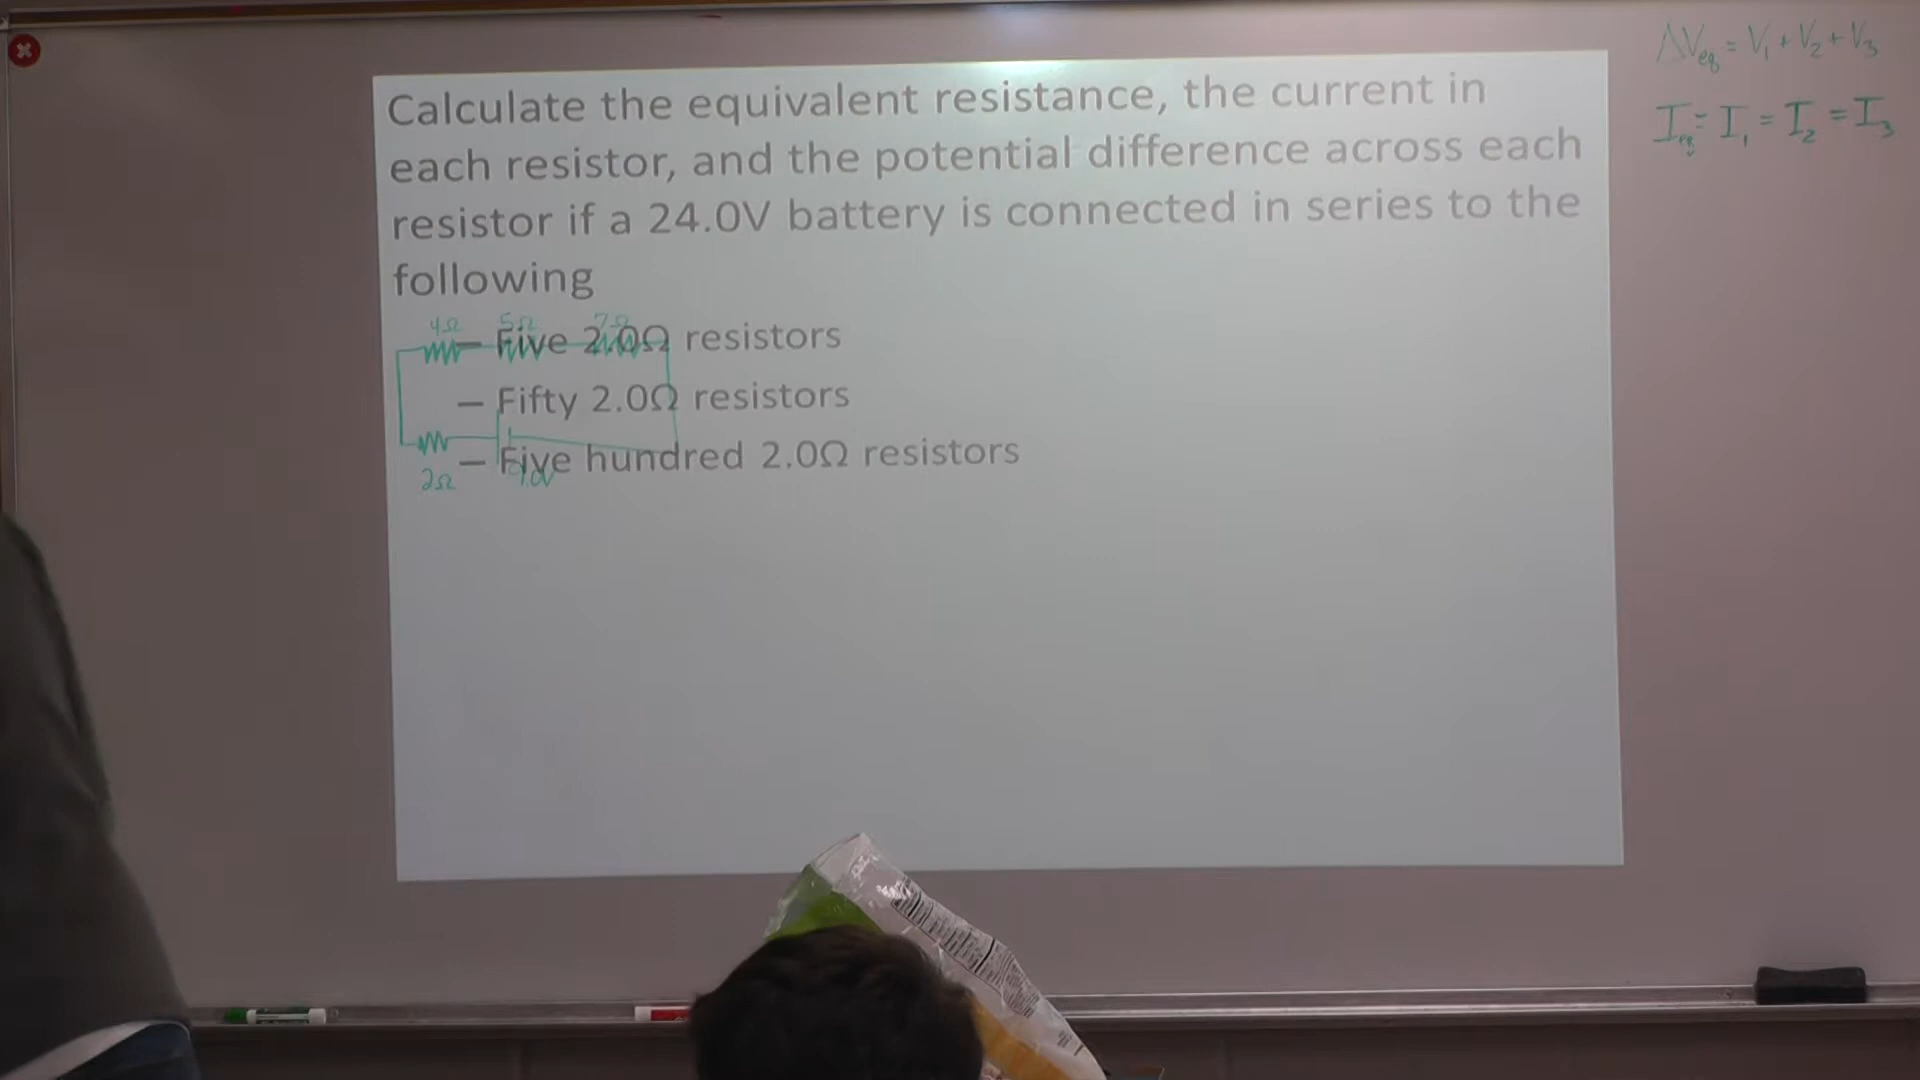 Calculate the equivalent resistance, the current in
each resistor, and the potential difference across each
resistor if a 24.0V battery is connected in series to the
following
4Ω 5Ω 7Ω
– Five 2.0Ω resistors
– Fifty 2.0Ω resistors
– Five hundred 2.0Ω resistors
2Ω
ΔVeq = V₁ + V₂ + V₃
Ieq = I₁ = I₂ = I₃